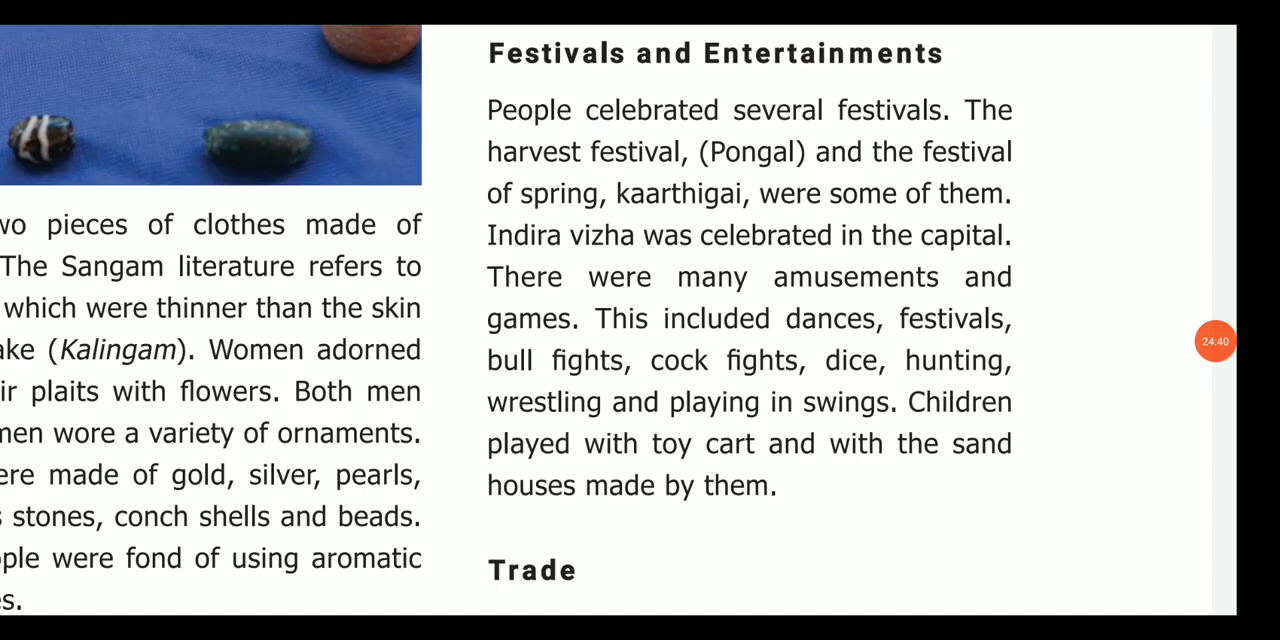 wo pieces of clothes made of
The Sangam literature refers to
which were thinner than the skin
ake (Kalingam). Women adorned
ir plaits with flowers. Both men
men wore a variety of ornaments.
ere made of gold, silver, pearls,
s stones, conch shells and beads.
ople were fond of using aromatic
es.
Festivals and Entertainments
People celebrated several festivals. The
harvest festival, (Pongal) and the festival
of spring, kaarthigai, were some of them.
Indira vizha was celebrated in the capital.
There were many amusements and
games. This included dances, festivals,
bull fights, cock fights, dice, hunting,
wrestling and playing in swings. Children
played with toy cart and with the sand
houses made by them.
Trade
24:40